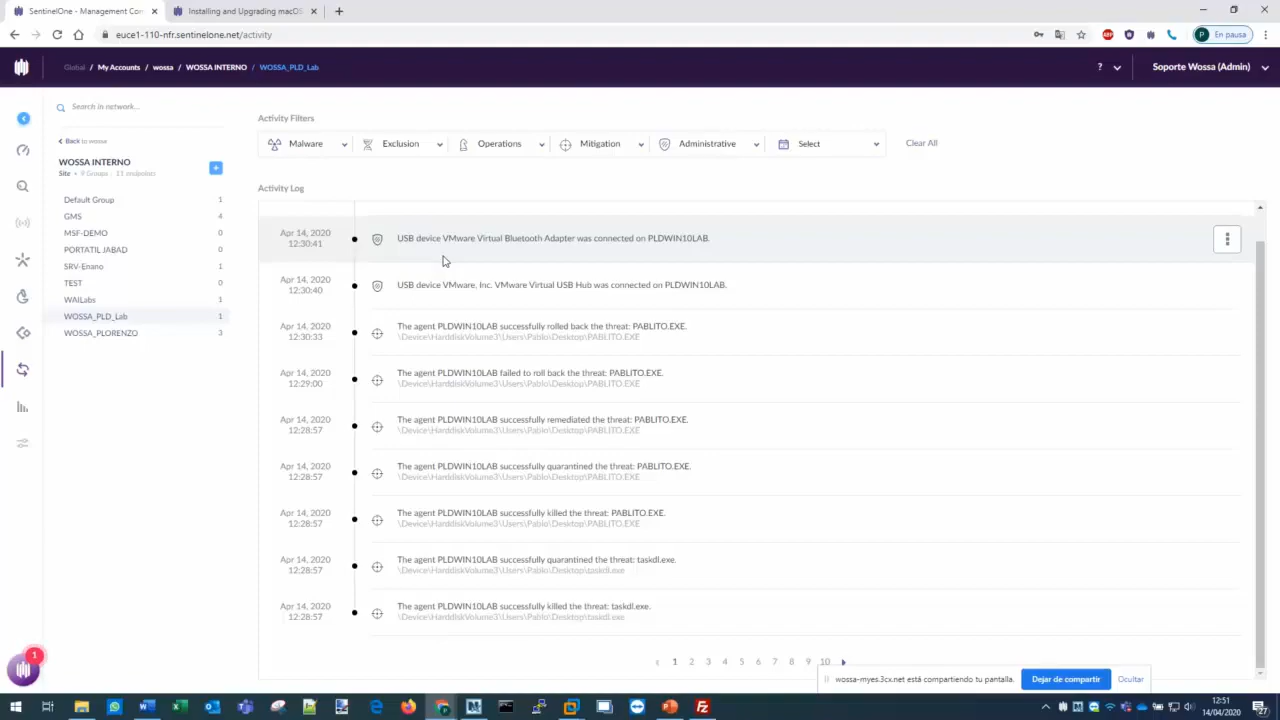 SentinelOne - Management Con
Installing and Upgrading macOS
euce1-110-nfr.sentinelone.net/activity
ABP
P En pausa
Global / My Accounts / wossa / WOSSA INTERNO / WOSSA_PLD_Lab
?
Soporte Wossa (Admin)
Search in network...
Back to wossa
WOSSA INTERNO
Site • 9 Groups 11 endpoints
Default Group 1
GMS 4
MSF-DEMO 0
PORTATIL JABAD 0
SRV-Enano 1
TEST 0
WAILabs 1
WOSSA_PLD_Lab 1
WOSSA_PLORENZO 3
Activity Filters
Malware
Exclusion
Operations
Mitigation
Administrative
Select
Clear All
Activity Log
Apr 14, 2020
12:30:41
USB device VMware Virtual Bluetooth Adapter was connected on PLDWIN10LAB.
Apr 14, 2020
12:30:40
USB device VMware, Inc. VMware Virtual USB Hub was connected on PLDWIN10LAB.
Apr 14, 2020
12:30:33
The agent PLDWIN10LAB successfully rolled back the threat: PABLITO.EXE.
\Device\HarddiskVolume3\Users\Pablo\Desktop\PABLITO.EXE
Apr 14, 2020
12:29:00
The agent PLDWIN10LAB failed to roll back the threat: PABLITO.EXE.
\Device\HarddiskVolume3\Users\Pablo\Desktop\PABLITO.EXE
Apr 14, 2020
12:28:57
The agent PLDWIN10LAB successfully remediated the threat: PABLITO.EXE.
\Device\HarddiskVolume3\Users\Pablo\Desktop\PABLITO.EXE
Apr 14, 2020
12:28:57
The agent PLDWIN10LAB successfully quarantined the threat: PABLITO.EXE.
\Device\HarddiskVolume3\Users\Pablo\Desktop\PABLITO.EXE
Apr 14, 2020
12:28:57
The agent PLDWIN10LAB successfully killed the threat: PABLITO.EXE.
\Device\HarddiskVolume3\Users\Pablo\Desktop\PABLITO.EXE
Apr 14, 2020
12:28:57
The agent PLDWIN10LAB successfully quarantined the threat: taskdl.exe.
\Device\HarddiskVolume3\Users\Pablo\Desktop\taskdl.exe
Apr 14, 2020
12:28:57
The agent PLDWIN10LAB successfully killed the threat: taskdl.exe.
\Device\HarddiskVolume3\Users\Pablo\Desktop\taskdl.exe
1 2 3 4 5 6 7 8 9 10
1
wossa-myes.3cx.net está compartiendo tu pantalla.
Dejar de compartir
Ocultar
12:51
14/04/2020
27